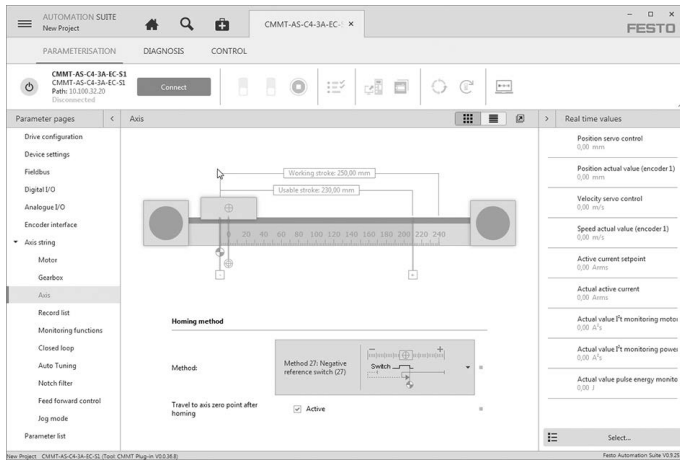 AUTOMATION SUITE
New Project
CMMT-AS-C4-3A-EC-S ×
FESTO
PARAMETERISATION DIAGNOSIS CONTROL
CMMT-AS-C4-3A-EC-S1
CMMT-AS-C4-3A-EC-S1
Path: 10.100.32.20
Disconnected
Connect
Parameter pages < Axis > Real time values
Drive configuration
Device settings
Fieldbus
Digital I/O
Analogue I/O
Encoder interface
Axis string
Motor
Gearbox
Axis
Record list
Monitoring functions
Closed loop
Auto Tuning
Notch filter
Feed forward control
Jog mode
Parameter list
Working stroke: 250,00 mm
Usable stroke: 230,00 mm
0 20 40 60 80 100 120 140 160 180 200 220 240
- +
Homing method
Method:
Method 27: Negative
reference switch (27)
− +
Switch
Travel to axis zero point after
homing
Active
Position servo control
0,00 mm
Position actual value (encoder 1)
0,00 mm
Velocity servo control
0,00 m/s
Speed actual value (encoder 1)
0,00 m/s
Active current setpoint
0,00 Arms
Actual active current
0,00 Arms
Actual value I²t monitoring motor
0,00 A²s
Actual value I²t monitoring power
0,00 A²s
Actual value pulse energy monito
0,00 J
Select...
New Project CMMT-AS-C4-3A-EC-S1 (Tool: CMMT Plug-in V0.0.36.8) Festo Automation Suite V0.9.25